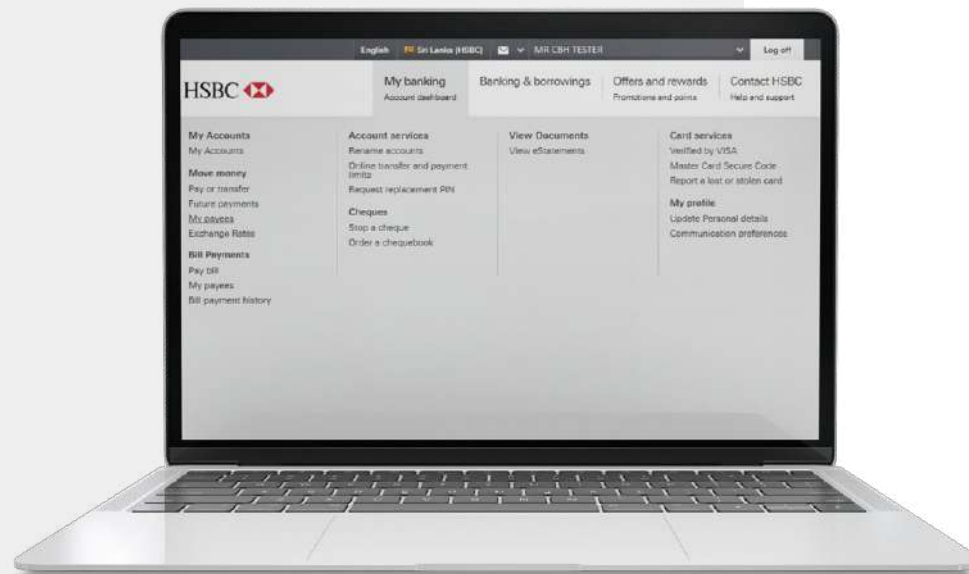 English Sri Lanka (HSBC) MR CBH TESTER Log off
HSBC
My banking
Account dashboard
Banking & borrowings
Offers and rewards
Promotions and points
Contact HSBC
Help and support
My Accounts
My Accounts
Move money
Pay or transfer
Future payments
My payees
Exchange Rates
Bill Payments
Pay bill
My payees
Bill payment history
Account services
Rename accounts
Online transfer and payment
limits
Request replacement PIN
Cheques
Stop a cheque
Order a chequebook
View Documents
View eStatements
Card services
Verified by VISA
Master Card Secure Code
Report a lost or stolen card
My profile
Update Personal details
Communication preferences